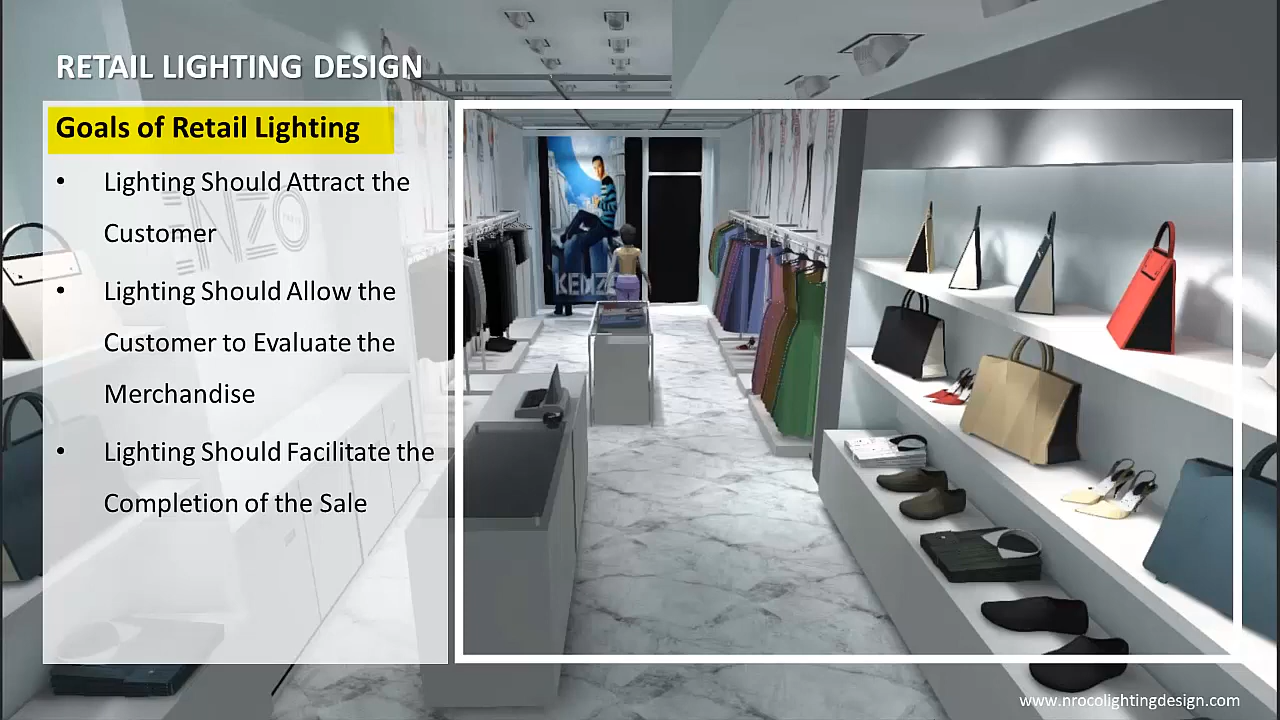 RETAIL LIGHTING DESIGN
Goals of Retail Lighting
• Lighting Should Attract the
Customer
• Lighting Should Allow the
Customer to Evaluate the
Merchandise
• Lighting Should Facilitate the
Completion of the Sale
NZO
www.nrocolightingdesign.com